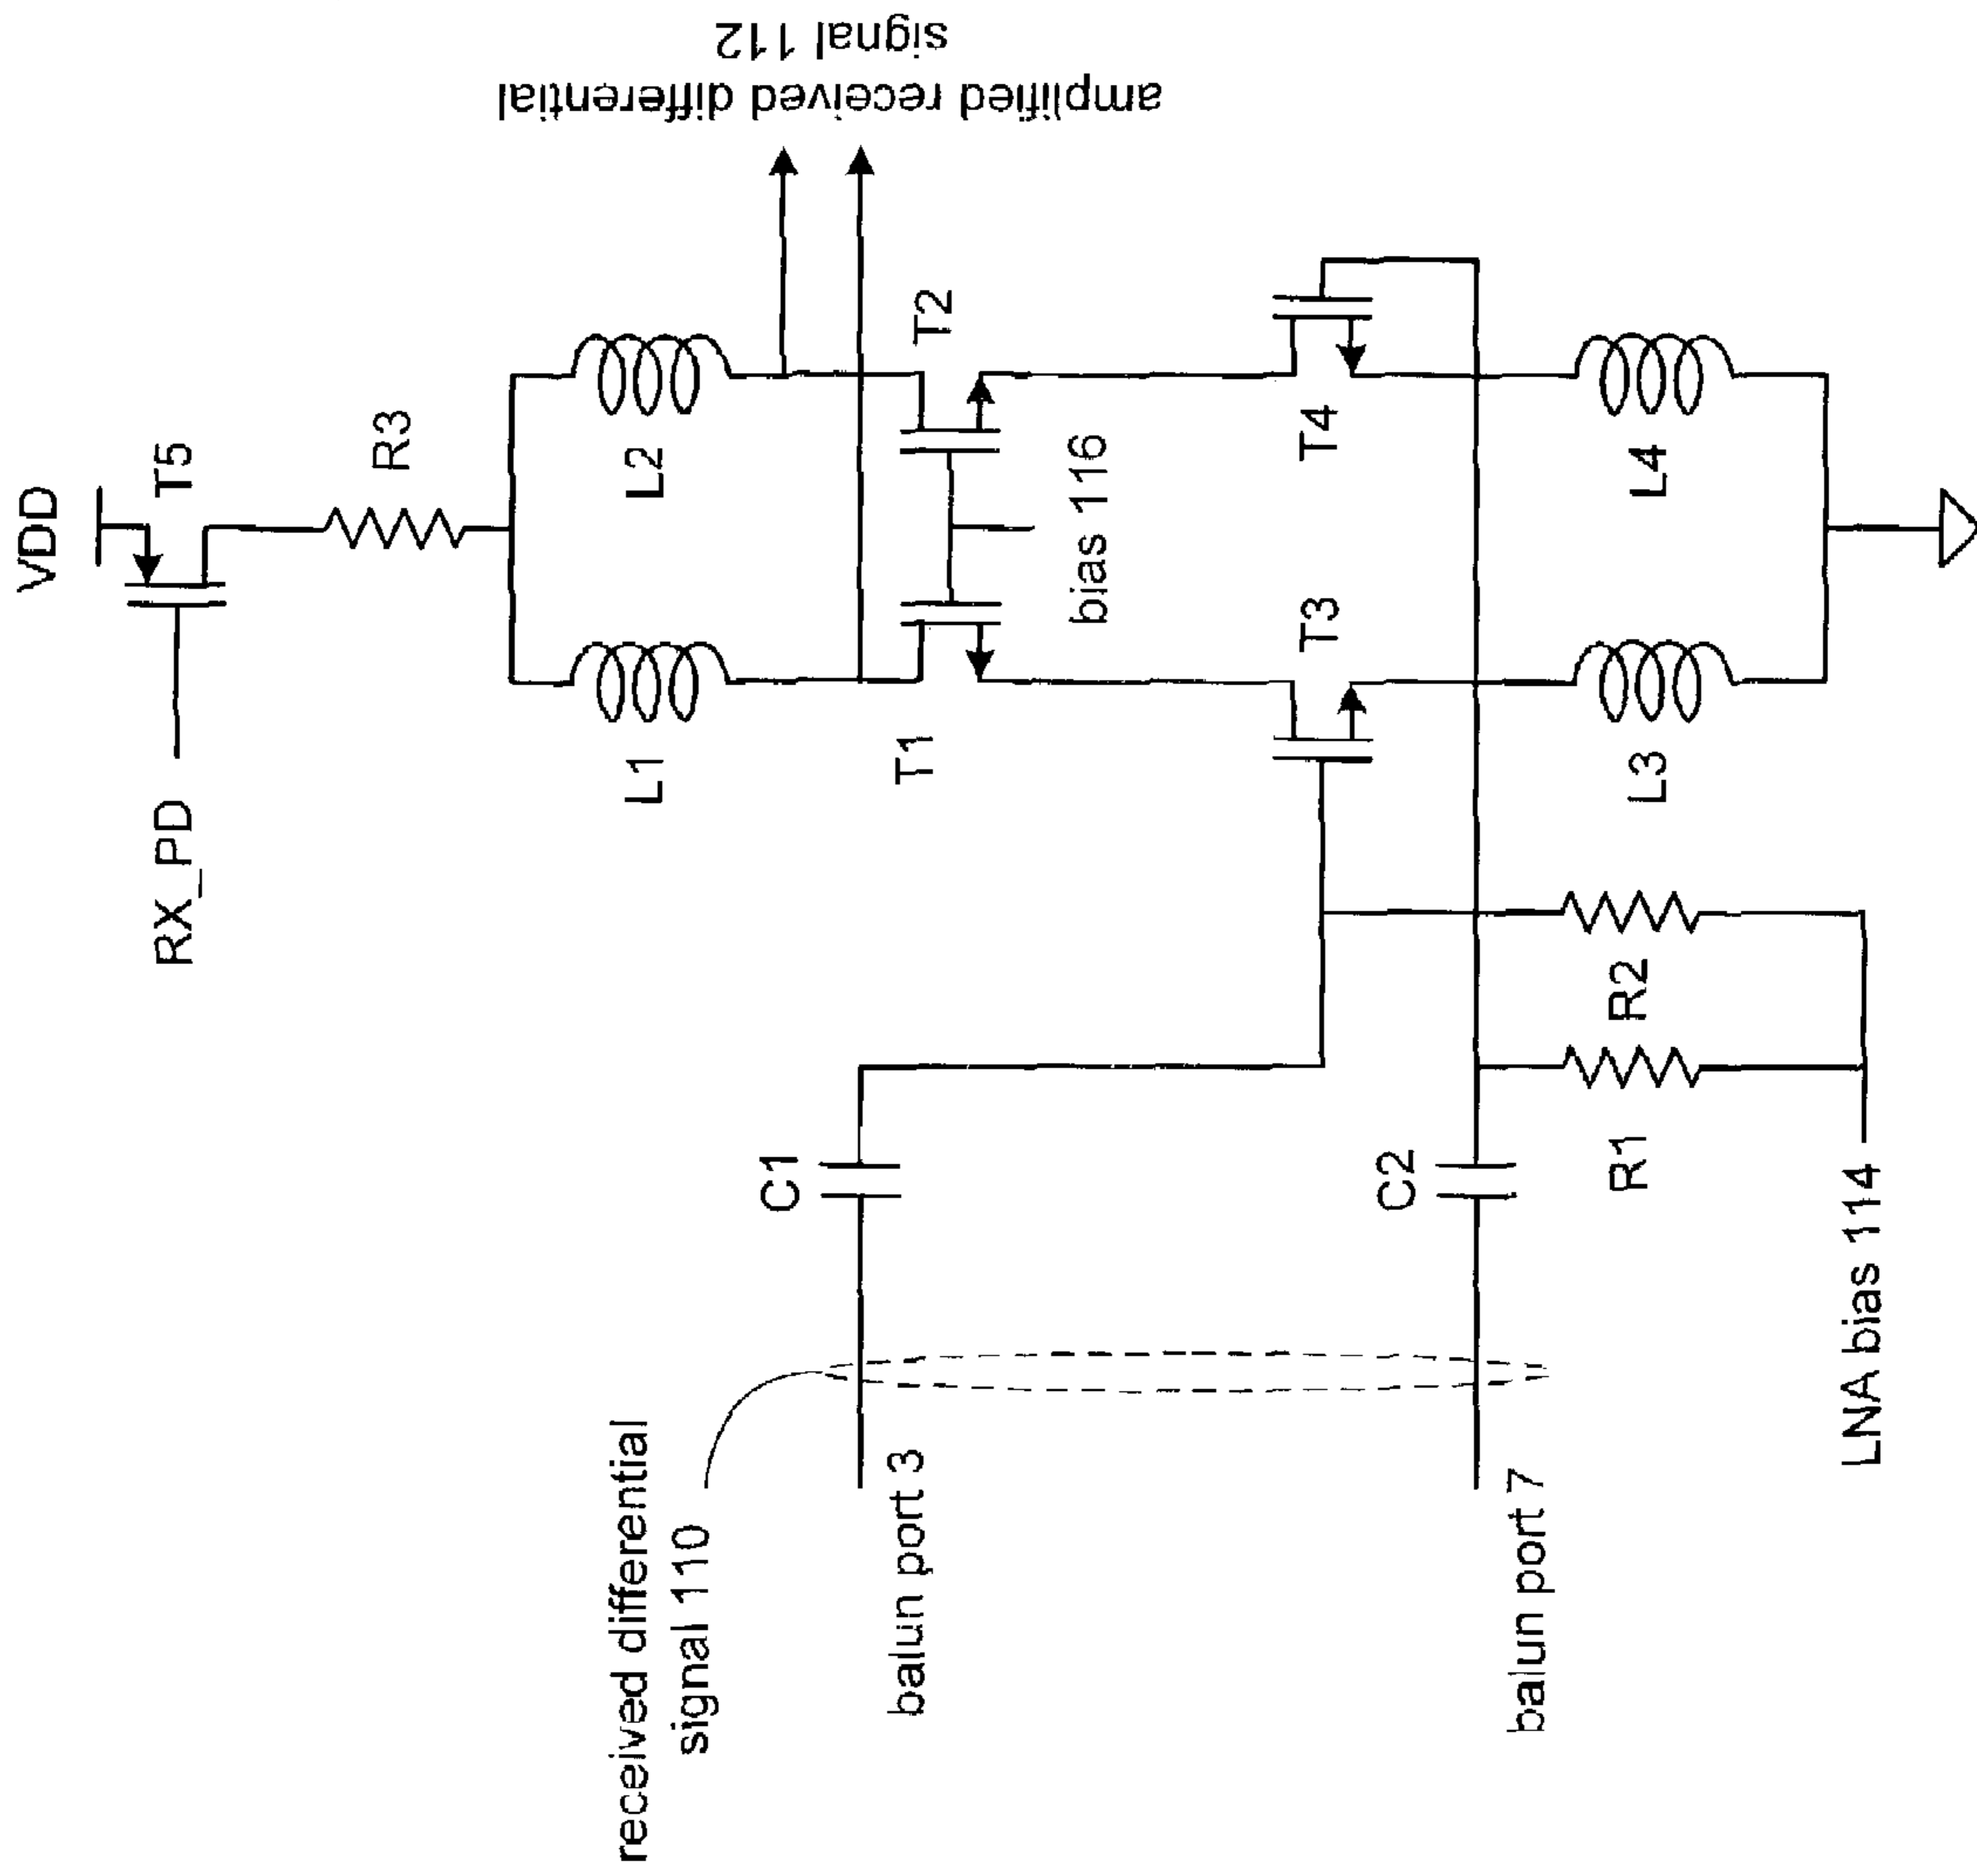 VDD
T5
RX_PD
R3
L1
L2
amplified received differential
signal 112
T1
T2
bias 116
T3
T4
received differential
signal 110
C1
balun port 3
C2
balun port 7
R1
R2
L3
L4
LNA bias 114